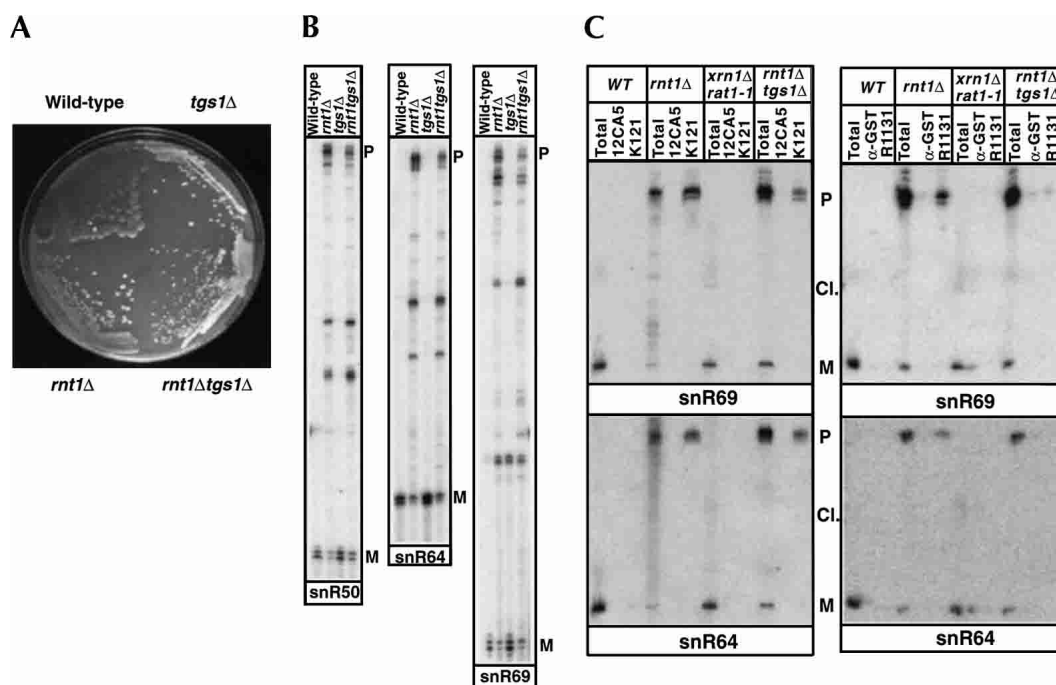 A
Wild-type tgs1Δ
rnt1Δ rnt1Δtgs1Δ
B
Wild-type
rnt1Δ
tgs1Δ
rnt1tgs1Δ
P
M
snR50
Wild-type
rnt1Δ
tgs1Δ
rnt1tgs1Δ
P
M
snR64
Wild-type
rnt1Δ
tgs1Δ
rnt1tgs1Δ
P
M
snR69
C
WT rnt1Δ xrn1Δ rnt1Δ
rat1-1 tgs1Δ
Total 12CA5 K121 Total 12CA5 K121 Total 12CA5 K121 Total 12CA5 K121
P
Cl.
M
snR69
P
Cl.
M
snR64
WT rnt1Δ xrn1Δ rnt1Δ
rat1-1 tgs1Δ
Total α-GST R1131 Total α-GST R1131 Total α-GST R1131 Total α-GST R1131
snR69
snR64